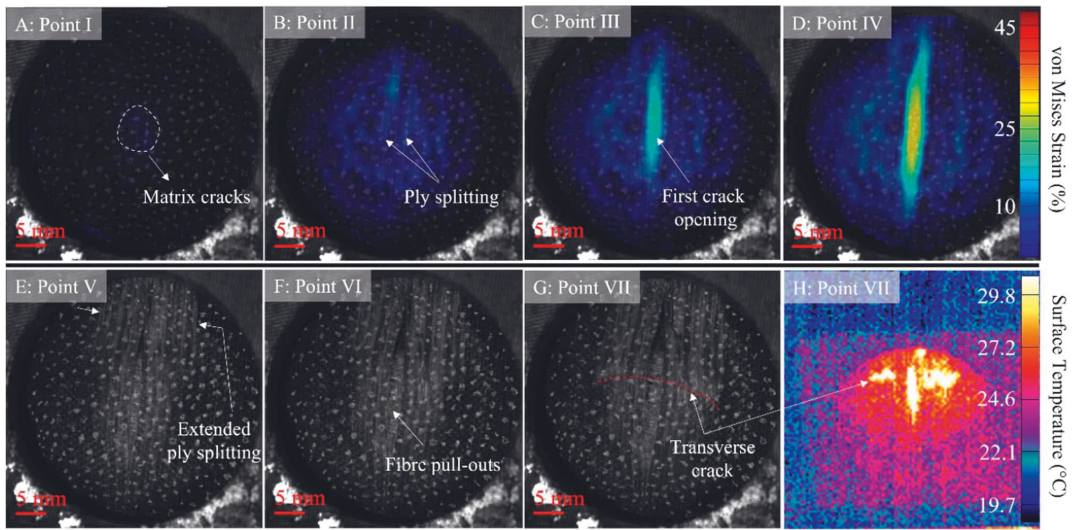 A: Point I
B: Point II
C: Point III
D: Point IV
45
25
10
von Mises Strain (%)
Matrix cracks
Ply splitting
First crack
opening
5 mm
5 mm
5 mm
5 mm
E: Point V
F: Point VI
G: Point VII
H: Point VII
29.8
27.2
24.6
22.1
19.7
Surface Temperature (°C)
Extended
ply splitting
Fibrc pull-outs
Transverse
crack
5 mm
5 mm
5 mm